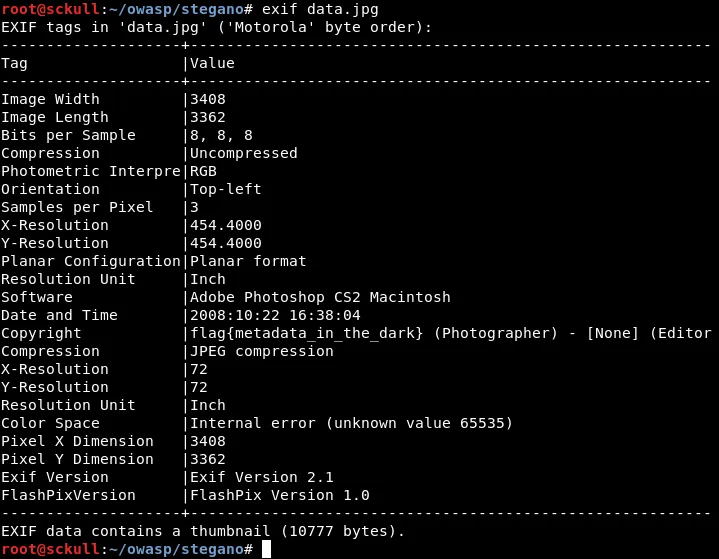 root@sckull:~/owasp/stegano# exif data.jpg
EXIF tags in 'data.jpg' ('Motorola' byte order):
--------------------+----------------------------------------------------------
Tag                 |Value
--------------------+----------------------------------------------------------
Image Width         |3408
Image Length        |3362
Bits per Sample     |8, 8, 8
Compression         |Uncompressed
Photometric Interpre|RGB
Orientation         |Top-left
Samples per Pixel   |3
X-Resolution        |454.4000
Y-Resolution        |454.4000
Planar Configuration|Planar format
Resolution Unit     |Inch
Software            |Adobe Photoshop CS2 Macintosh
Date and Time       |2008:10:22 16:38:04
Copyright           |flag{metadata_in_the_dark} (Photographer) - [None] (Editor
Compression         |JPEG compression
X-Resolution        |72
Y-Resolution        |72
Resolution Unit     |Inch
Color Space         |Internal error (unknown value 65535)
Pixel X Dimension   |3408
Pixel Y Dimension   |3362
Exif Version        |Exif Version 2.1
FlashPixVersion     |FlashPix Version 1.0
--------------------+----------------------------------------------------------
EXIF data contains a thumbnail (10777 bytes).
root@sckull:~/owasp/stegano#